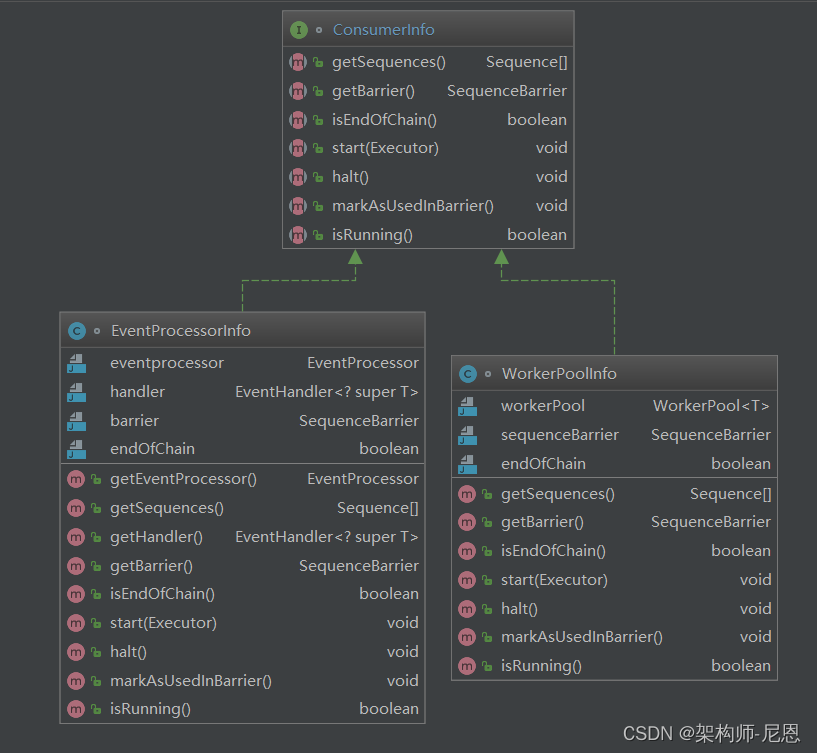 ConsumerInfo
getSequences() Sequence[]
getBarrier() SequenceBarrier
isEndOfChain() boolean
start(Executor) void
halt() void
markAsUsedInBarrier() void
isRunning() boolean
EventProcessorInfo
eventprocessor EventProcessor
handler EventHandler<? super T>
barrier SequenceBarrier
endOfChain boolean
getEventProcessor() EventProcessor
getSequences() Sequence[]
getHandler() EventHandler<? super T>
getBarrier() SequenceBarrier
isEndOfChain() boolean
start(Executor) void
halt() void
markAsUsedInBarrier() void
isRunning() boolean
WorkerPoolInfo
workerPool WorkerPool<T>
sequenceBarrier SequenceBarrier
endOfChain boolean
getSequences() Sequence[]
getBarrier() SequenceBarrier
isEndOfChain() boolean
start(Executor) void
halt() void
markAsUsedInBarrier() void
isRunning() boolean
CSDN @架构师-尼恩